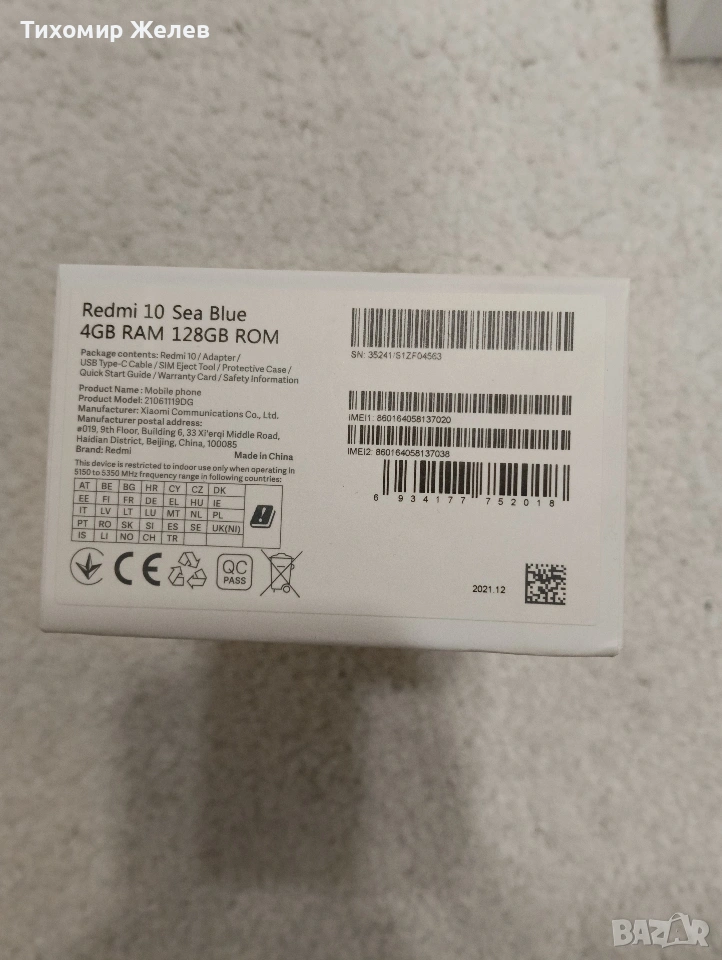 Тихомир Желев
Redmi 10 Sea Blue
4GB RAM 128GB ROM
Package contents: Redmi 10 / Adapter /
USB Type-C Cable / SIM Eject Tool / Protective Case /
Quick Start Guide / Warranty Card / Safety Information
Product Name: Mobile phone
Product Model: 21061119DG
Manufacturer: Xiaomi Communications Co., Ltd.
#019, 9th Floor, Building 6, 33 Xi'erqi Middle Road,
Haidian District, Beijing, China, 100085
Brand: Redmi
Made in China
This device is restricted to indoor use only when operating in
5150 to 5350 MHz frequency range in following countries:
AT BE BG HR CY CZ DK
EE FI FR DE EL HU IE
IT LV LT LU MT NL PL
PT RO SK SI ES SE UK(NI)
IS LI NO CH TR
CE
QC
PASS
SN: 35241/S1ZF04563
IMEI1: 860164058137020
IMEI2: 860164058137038
6 934177 752018
2021.12
BAZAR